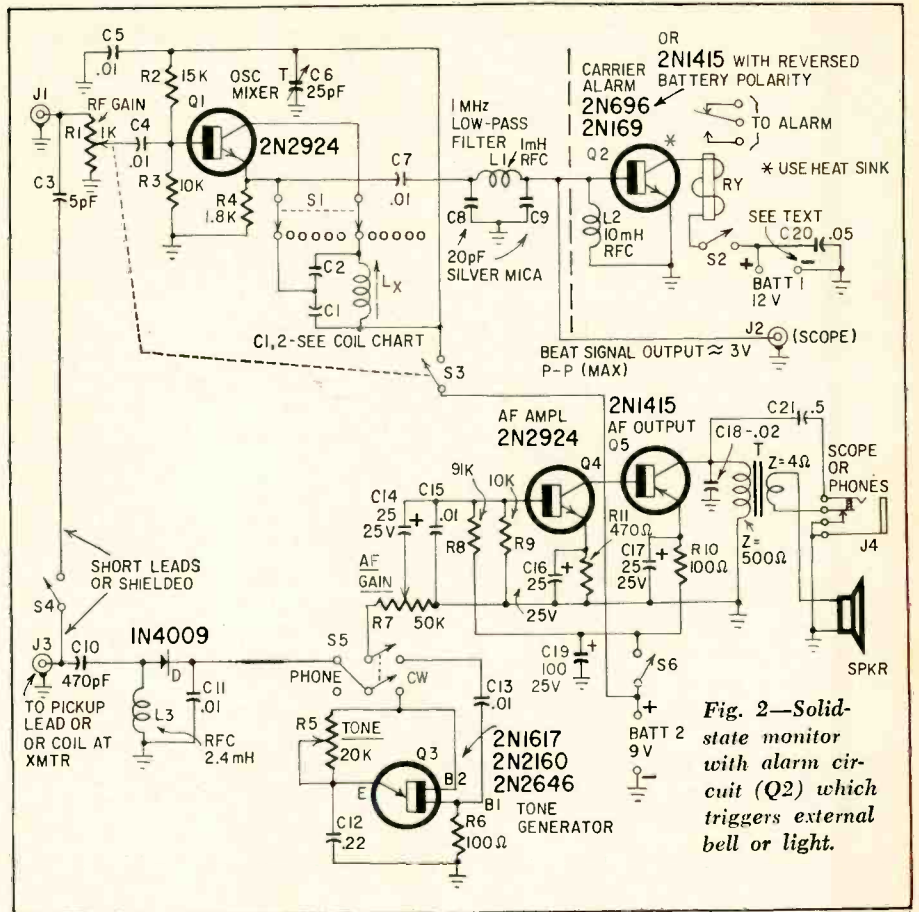 C5
.01
R2
15K
OSC
MIXER
T
C6
25pF
J1
RF GAIN
R1
1K
C4
.01
Q1
2N2924
C3
5pF
R3
10K
R4
1.8K
S1
C7
.01
1MHz
LOW-PASS
FILTER
L1
1mH
RFC
C8
C9
20pF
SILVER MICA
C2
C1
LX
C1,2-SEE COIL CHART
S3
OR
2N1415 WITH REVERSED
BATTERY POLARITY
CARRIER
ALARM
2N696
2N169
TO ALARM
Q2
*
* USE HEAT SINK
RY
L2
10mH
RFC
SEE TEXT
C20
.05
S2
+
-
BATT 1
12 V
J2
(SCOPE)
BEAT SIGNAL OUTPUT ≈ 3V
P-P (MAX)
2N1415
AF OUTPUT
Q5
AF AMPL
2N2924
Q4
C21
.5
C18-.02
T
Z=4Ω
SCOPE
OR
PHONES
J4
Z=
500Ω
91K
10K
C14
25
25V
+
C15
.01
R8
R9
R11
470Ω
C16
25
+
25V
C17
25
25V
+
R10
100Ω
AF
GAIN
R7
50K
SPKR
SHORT LEADS
OR SHIELDED
S4
J3
C10
470pF
1N4009
D
C11
.01
L3
RFC
2.4mH
TO PICKUP
LEAD OR
OR COIL AT
XMTR
S5
PHONE
CW
C13
.01
C19
100
25V
+
S6
+
BATT 2
9 V
-
R5
TONE
20K
Q3
B2
E
B1
2N1617
2N2160
2N2646
TONE
GENERATOR
C12
.22
R6
100Ω
Fig. 2—Solid-
state monitor
with alarm cir-
cuit (Q2) which
triggers external
bell or light.